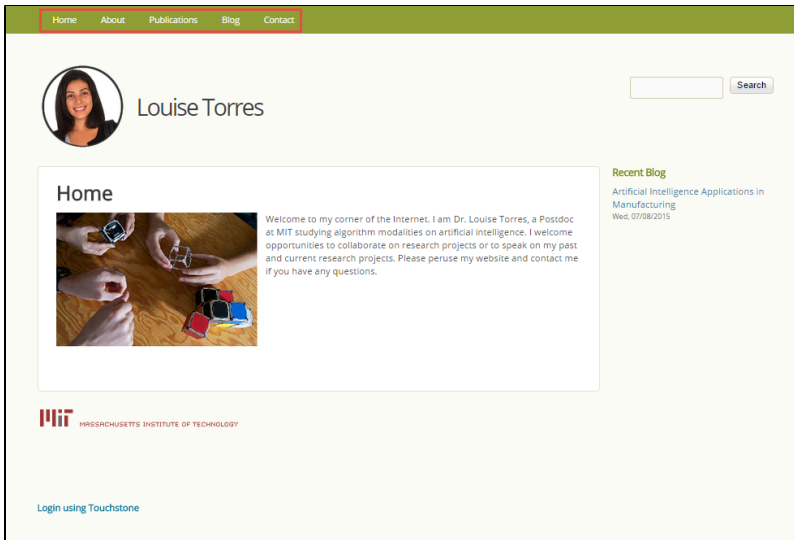 Home About Publications Blog Contact
Louise Torres
Search
Home
Welcome to my corner of the Internet. I am Dr. Louise Torres, a Postdoc
at MIT studying algorithm modalities on artificial intelligence. I welcome
opportunities to collaborate on research projects or to speak on my past
and current research projects. Please peruse my website and contact me
if you have any questions.
Recent Blog
Artificial Intelligence Applications in
Manufacturing
Wed, 07/08/2015
MIT MASSACHUSETTS INSTITUTE OF TECHNOLOGY
Login using Touchstone